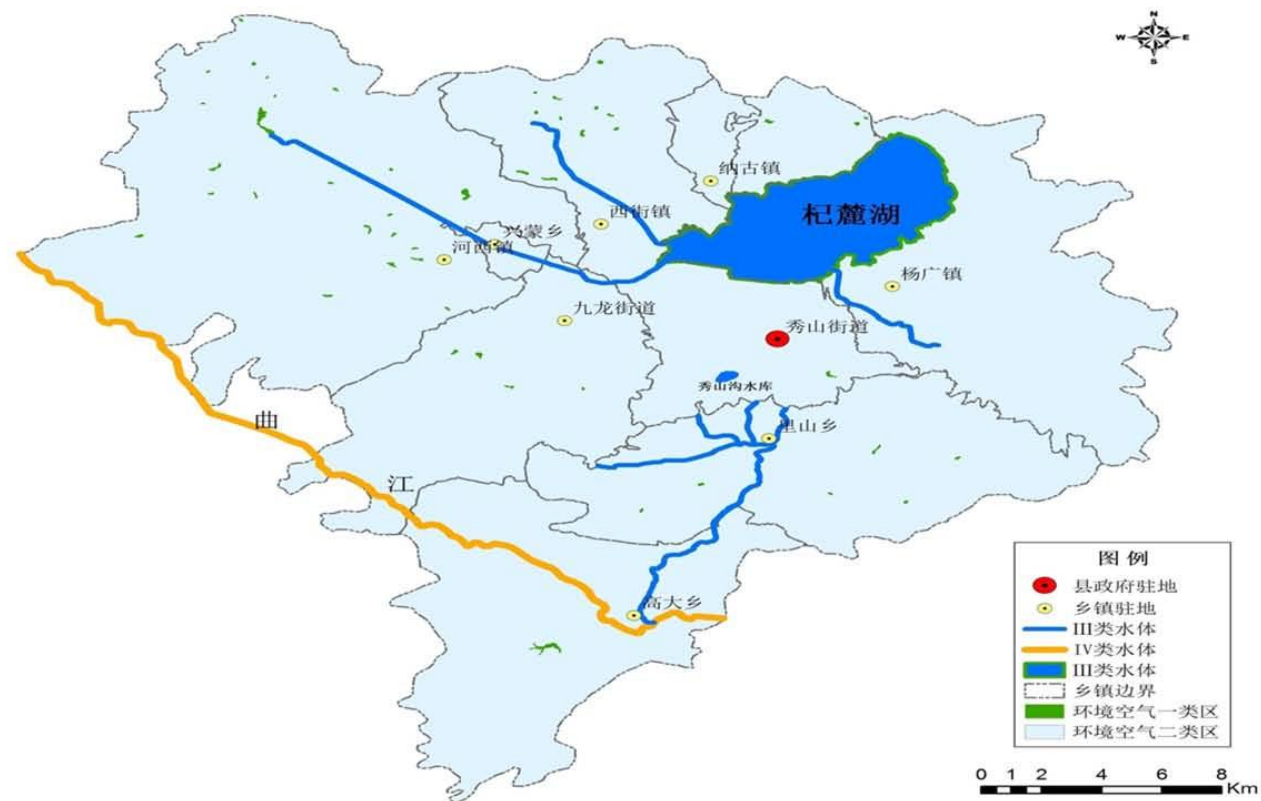 N
W E
S
纳古镇
杞麓湖
西街镇
兴蒙乡
河西镇
杨广镇
九龙街道
秀山街道
秀山沟水库
曲
里山乡
江
高大乡
图例
县政府驻地
乡镇驻地
III类水体
IV类水体
III类水体
乡镇边界
环境空气一类区
环境空气二类区
0 1 2 4 6 8
Km